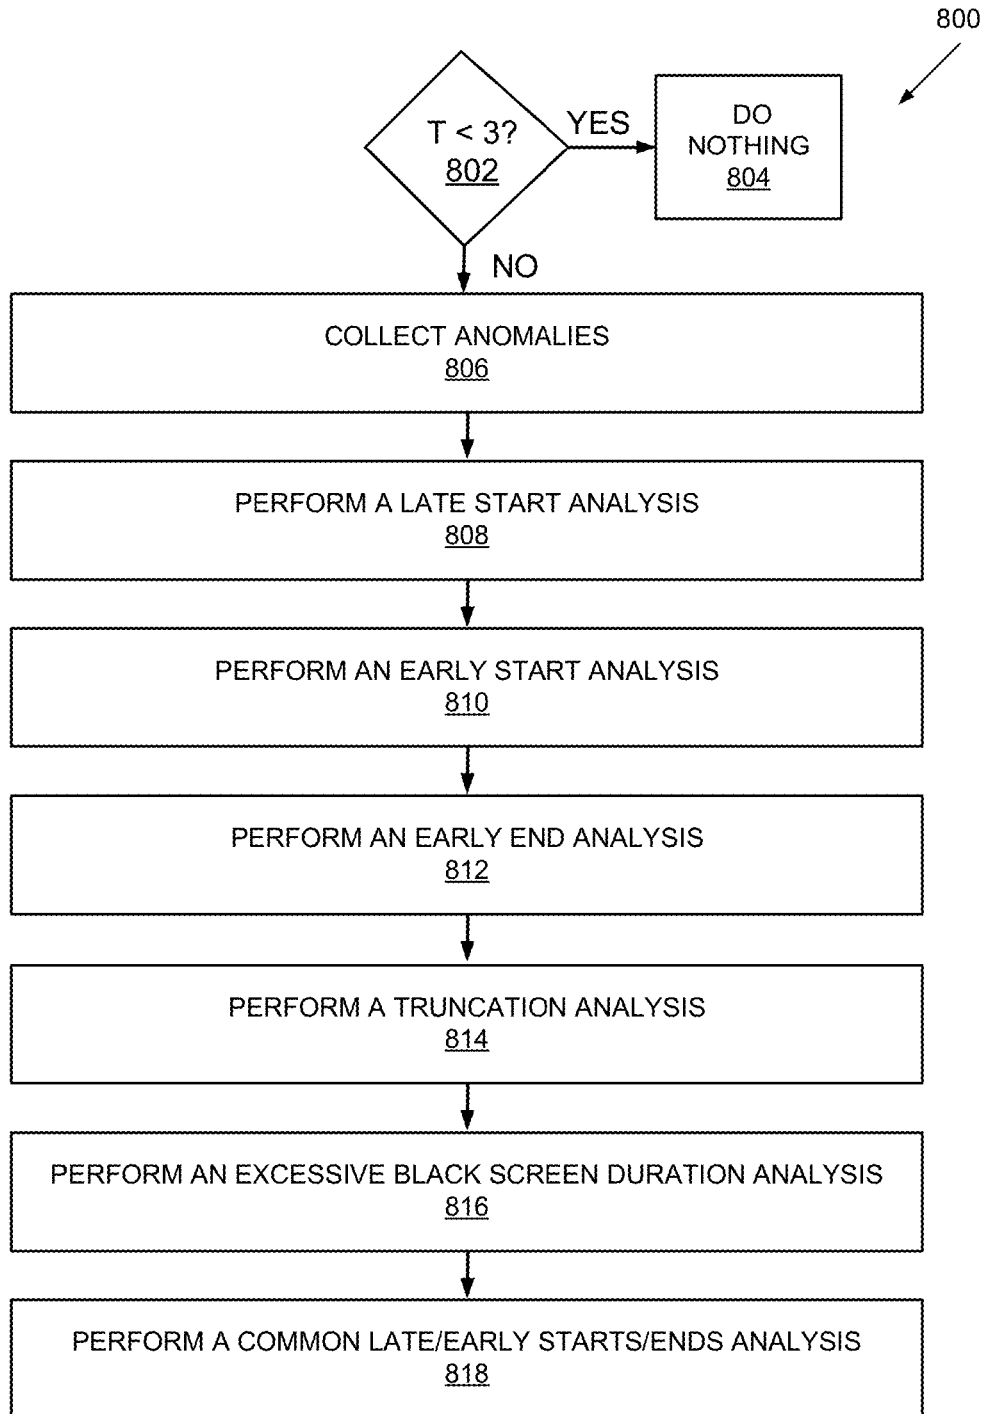 800
T < 3?
802
YES
DO
NOTHING
804
NO
COLLECT ANOMALIES
806
PERFORM A LATE START ANALYSIS
808
PERFORM AN EARLY START ANALYSIS
810
PERFORM AN EARLY END ANALYSIS
812
PERFORM A TRUNCATION ANALYSIS
814
PERFORM AN EXCESSIVE BLACK SCREEN DURATION ANALYSIS
816
PERFORM A COMMON LATE/EARLY STARTS/ENDS ANALYSIS
818